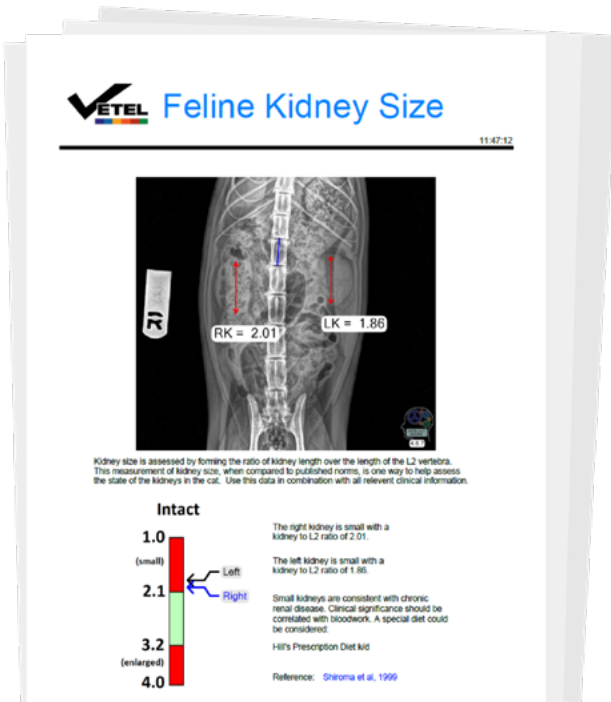 VETEL Feline Kidney Size
11:47:12
R
RK = 2.01
LK = 1.86
4.6.7
Kidney size is assessed by forming the ratio of kidney length over the length of the L2 vertebra.
This measurement of kidney size, when compared to published norms, is one way to help assess
the state of the kidneys in the cat. Use this data in combination with all relevent clinical information.
Intact
1.0
(small)
2.1
3.2
(enlarged)
4.0
Left
Right
The right kidney is small with a
kidney to L2 ratio of 2.01.
The left kidney is small with a
kidney to L2 ratio of 1.86.
Small kidneys are consistent with chronic
renal disease. Clinical significance should be
correlated with bloodwork. A special diet could
be considered:
Hill's Prescription Diet k/d
Reference: Shiroma et al, 1999